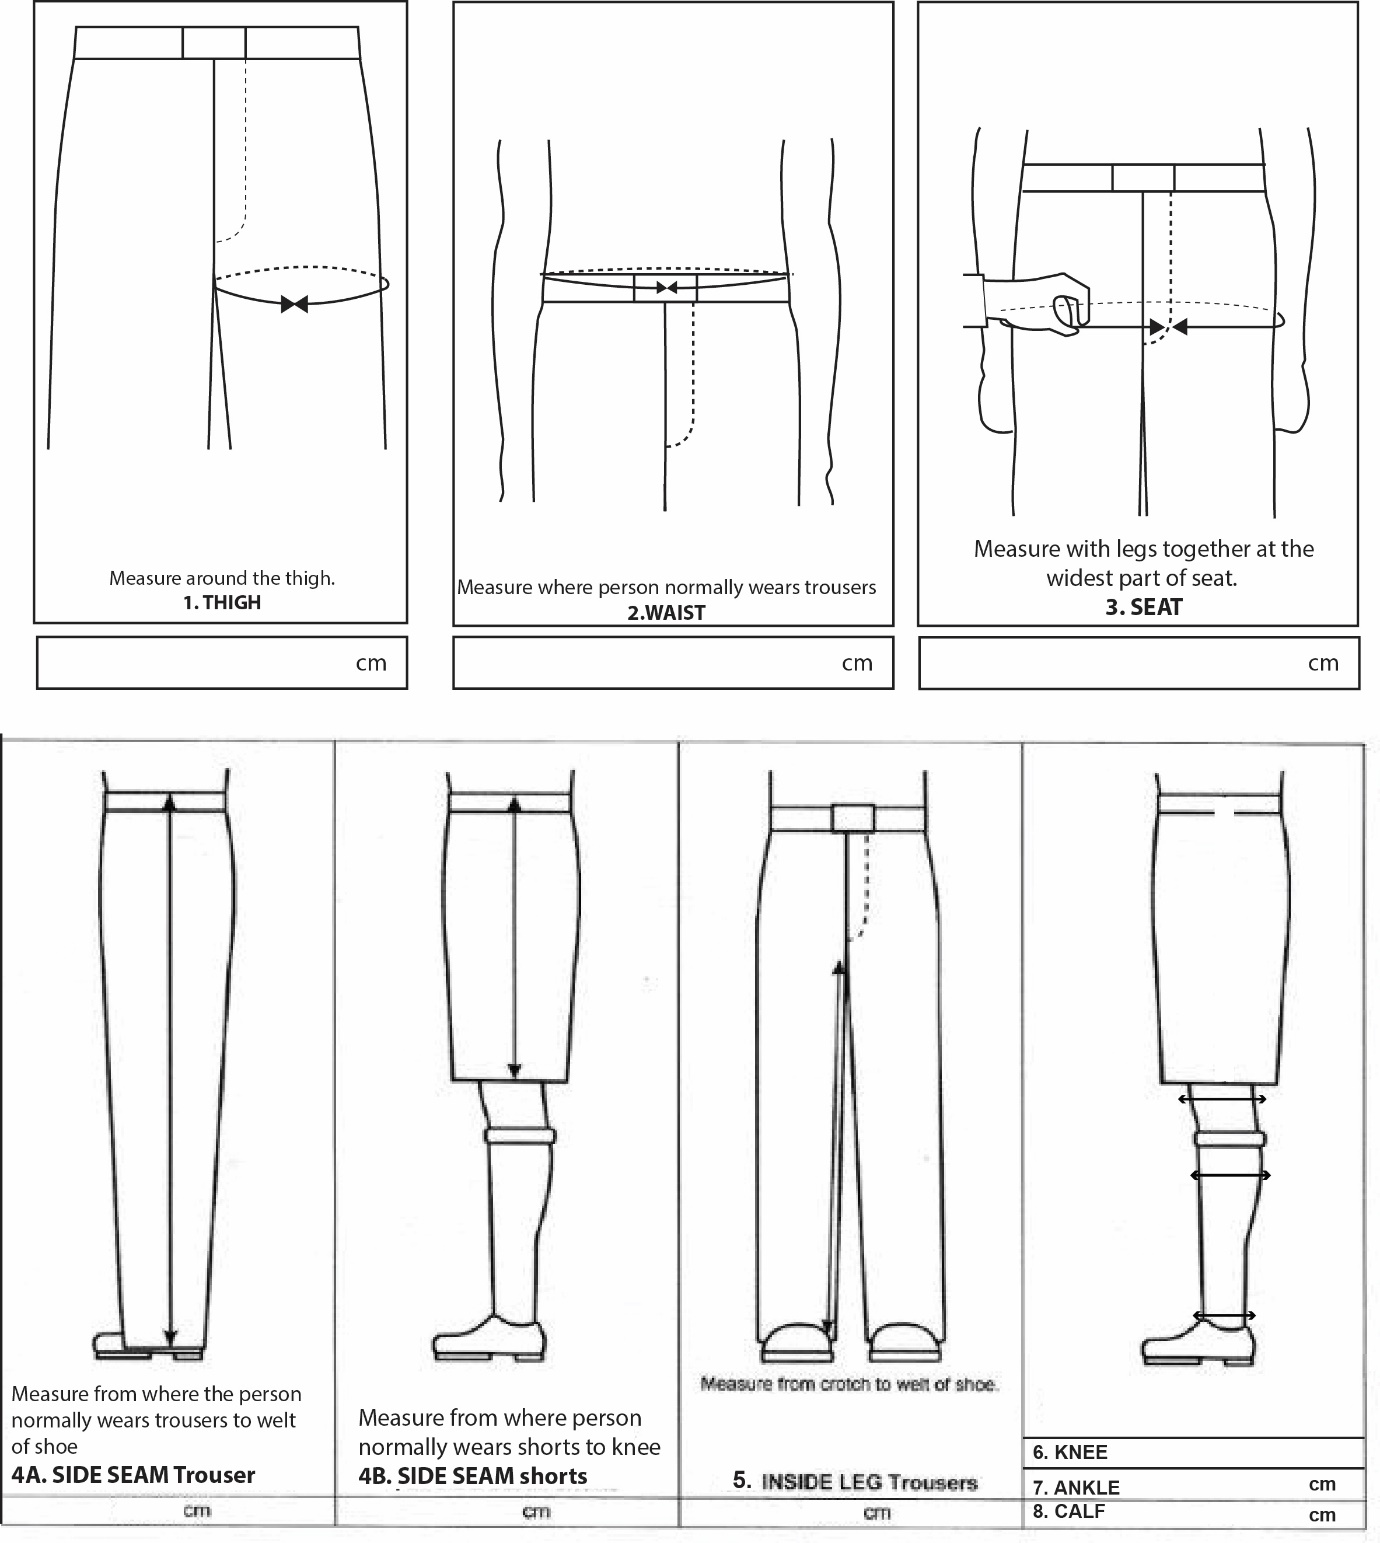 Measure around the thigh.
1. THIGH
cm
Measure where person normally wears trousers
2.WAIST
cm
Measure with legs together at the
widest part of seat.
3. SEAT
cm
Measure from where the person
normally wears trousers to welt
of shoe
4A. SIDE SEAM Trouser
cm
Measure from where person
normally wears shorts to knee
4B. SIDE SEAM shorts
cm
Measure from crotch to welt of shoe.
5. INSIDE LEG Trousers
cm
6. KNEE
7. ANKLE cm
8. CALF cm